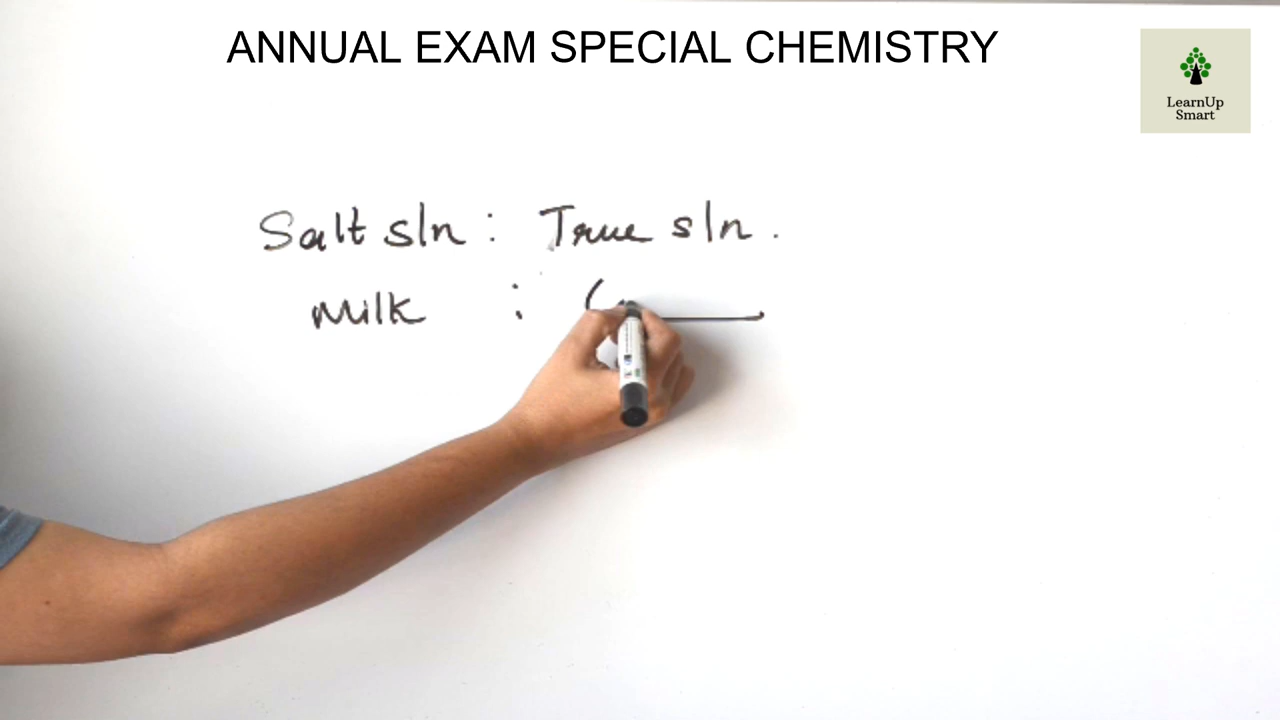 ANNUAL EXAM SPECIAL CHEMISTRY
LearnUp
Smart
Salt sln : True sln .
Milk :